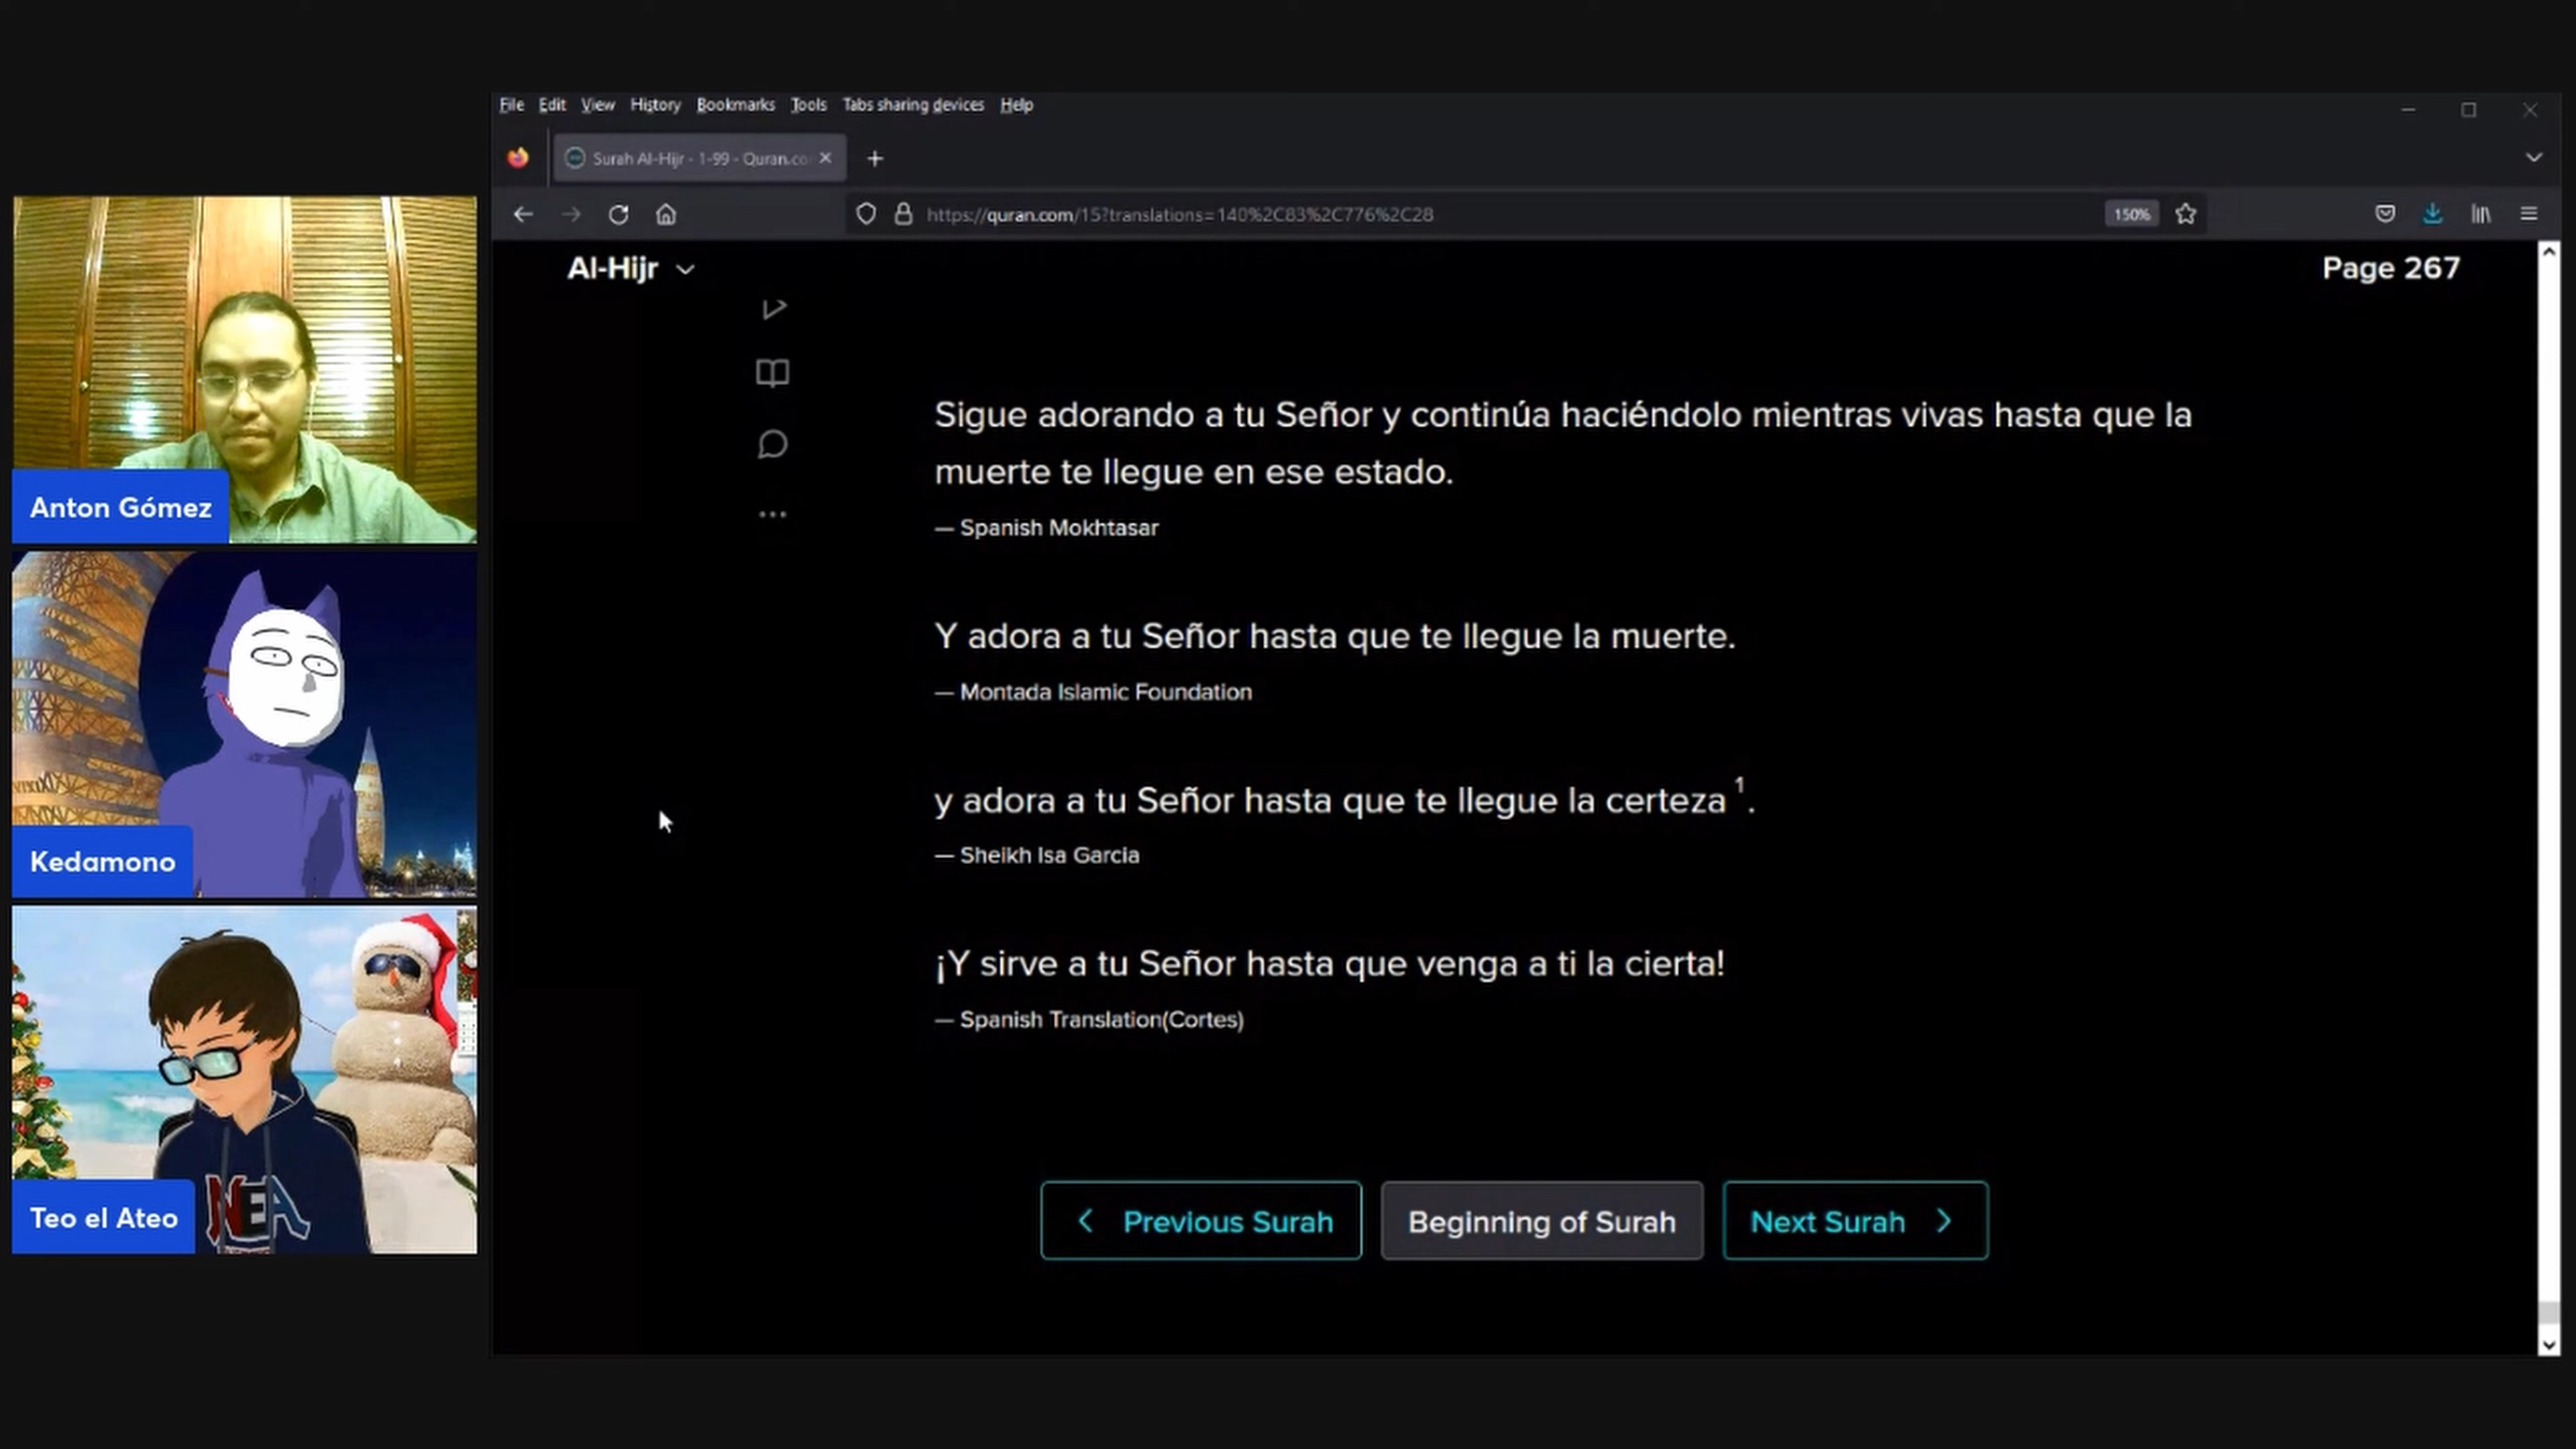 File Edit View History Bookmarks Tools Tabs sharing devices Help
Surah Al-Hijr - 1-99 - Quran.co
https://quran.com/15?translations=140%2C83%2C776%2C28
150%
Al-Hijr
Page 267
Sigue adorando a tu Señor y continúa haciéndolo mientras vivas hasta que la
muerte te llegue en ese estado.
— Spanish Mokhtasar
Y adora a tu Señor hasta que te llegue la muerte.
— Montada Islamic Foundation
y adora a tu Señor hasta que te llegue la certeza ¹.
— Sheikh Isa Garcia
¡Y sirve a tu Señor hasta que venga a ti la cierta!
— Spanish Translation(Cortes)
Previous Surah
Beginning of Surah
Next Surah
Anton Gómez
Kedamono
Teo el Ateo
NEA